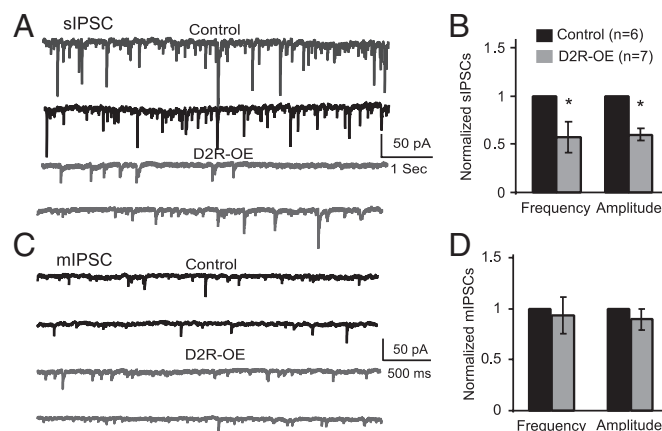 A
sIPSC
Control
D2R-OE
50 pA
1 Sec
B
Control (n=6)
D2R-OE (n=7)
Normalized sIPSCs
1.5
1
0.5
0
*
*
Frequency
Amplitude
C
mIPSC
Control
D2R-OE
50 pA
500 ms
D
Normalized mIPSCs
1.5
1
0.5
0
Frequency
Amplitude